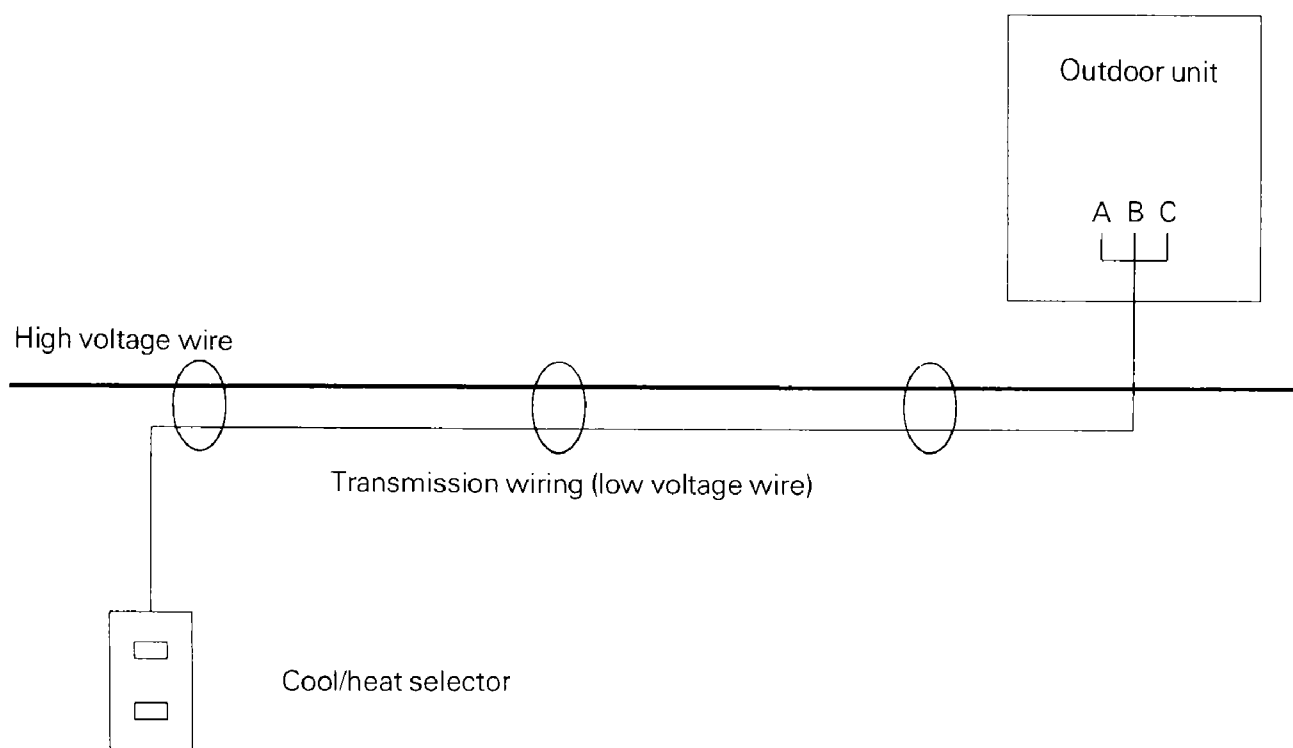 Outdoor unit
A B C
High voltage wire
Transmission wiring (low voltage wire)
Cool/heat selector